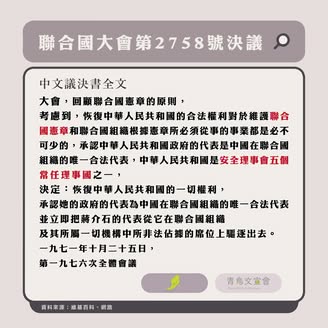 聯合國大會第2758號決議
中文議決書全文
大會，回顧聯合國憲章的原則，
考慮到，恢復中華人民共和國的合法權利對於維護聯合
國憲章和聯合國組織根據憲章所必須從事的事業都是必不
可少的，承認中華人民共和國政府的代表是中國在聯合國
組織的唯一合法代表，中華人民共和國是安全理事會五個
常任理事國之一，
決定：恢復中華人民共和國的一切權利，
承認她的政府的代表為中國在聯合國組織的唯一合法代表
並立即把蔣介石的代表從它在聯合國組織
及其所屬一切機構中所非法佔據的席位上驅逐出去。
一九七一年十月二十五日，
第一九七六次全體會議
青鳥文宣會
資料來源：維基百科、網路